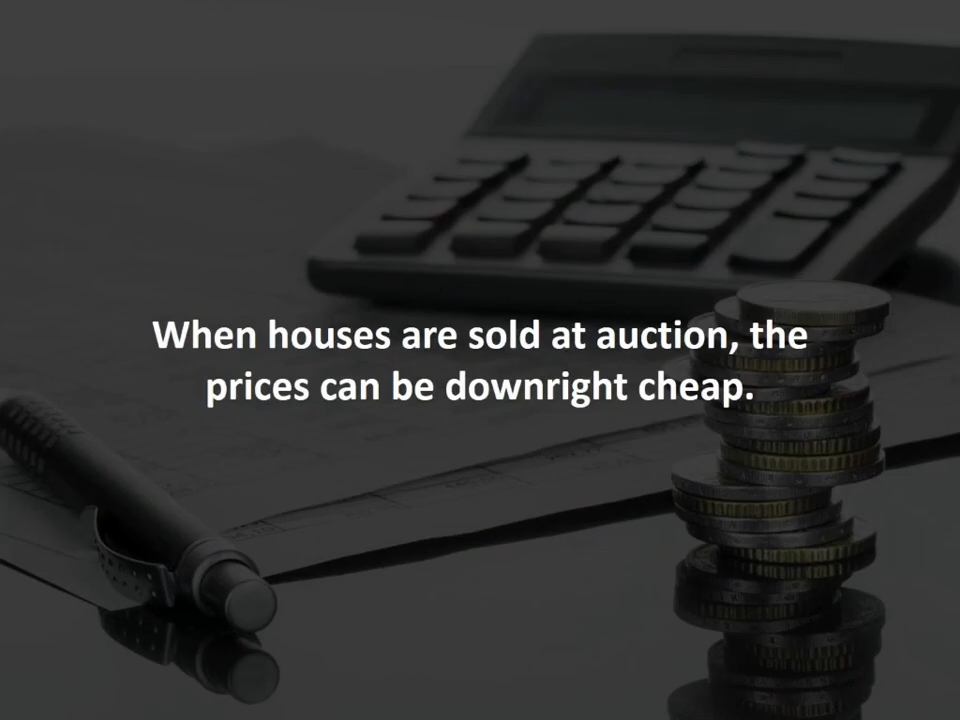 When houses are sold at auction, the
prices can be downright cheap.